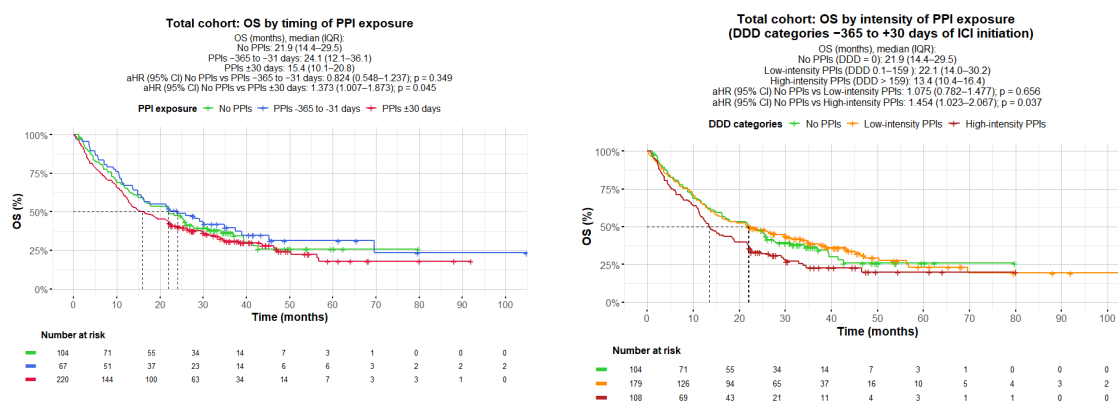 Total cohort: OS by timing of PPI exposure
OS (months), median (IQR):
No PPIs: 21.9 (14.4–29.5)
PPIs −365 to −31 days: 24.1 (12.1–36.1)
PPIs ±30 days: 15.4 (10.1–20.8)
aHR (95% CI) No PPIs vs PPIs −365 to −31 days: 0.824 (0.548–1.237); p = 0.349
aHR (95% CI) No PPIs vs PPIs ±30 days: 1.373 (1.007–1.873); p = 0.045
PPI exposure No PPIs PPIs -365 to -31 days PPIs ±30 days
100%
75%
50%
25%
0%
OS (%)
0 10 20 30 40 50 60 70 80 90 100
Time (months)
Number at risk
104 71 55 34 14 7 3 1 0 0 0
67 51 37 23 14 6 6 3 2 2 2
220 144 100 63 34 14 7 3 3 1 0
Total cohort: OS by intensity of PPI exposure
(DDD categories −365 to +30 days of ICI initiation)
OS (months), median (IQR):
No PPIs (DDD = 0): 21.9 (14.4–29.5)
Low-intensity PPIs (DDD 0.1–159 ): 22.1 (14.0–30.2)
High-intensity PPIs (DDD > 159): 13.4 (10.4–16.4)
aHR (95% CI) No PPIs vs Low-intensity PPIs: 1.075 (0.782–1.477); p = 0.656
aHR (95% CI) No PPIs vs High-intensity PPIs: 1.454 (1.023–2.067); p = 0.037
DDD categories No PPIs Low-intensity PPIs High-intensity PPIs
100%
75%
50%
25%
0%
OS (%)
0 10 20 30 40 50 60 70 80 90 100
Time (months)
Number at risk
104 71 55 34 14 7 3 1 0 0 0
179 126 94 65 37 16 10 5 4 3 2
108 69 43 21 11 4 3 1 1 0 0